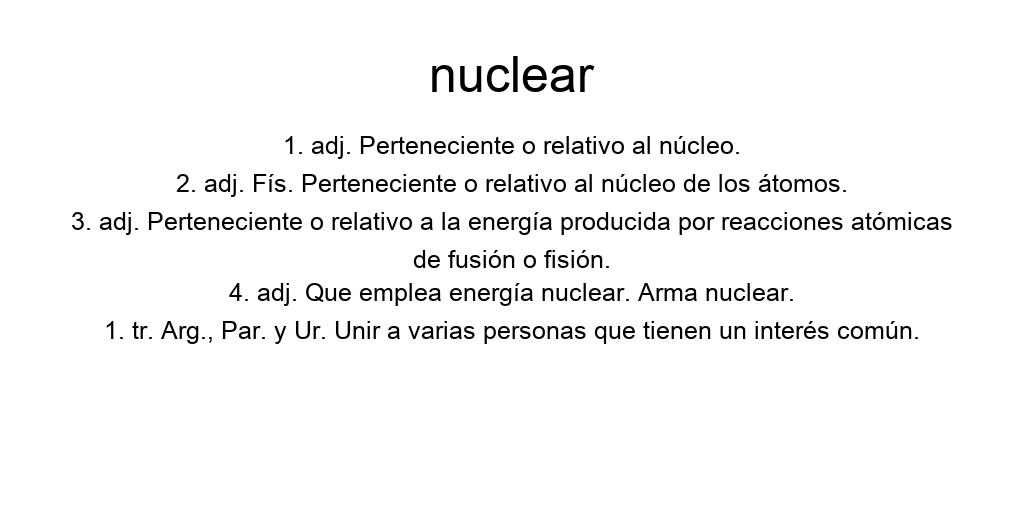 nuclear
1. adj. Perteneciente o relativo al núcleo.
2. adj. Fís. Perteneciente o relativo al núcleo de los átomos.
3. adj. Perteneciente o relativo a la energía producida por reacciones atómicas
de fusión o fisión.
4. adj. Que emplea energía nuclear. Arma nuclear.
1. tr. Arg., Par. y Ur. Unir a varias personas que tienen un interés común.